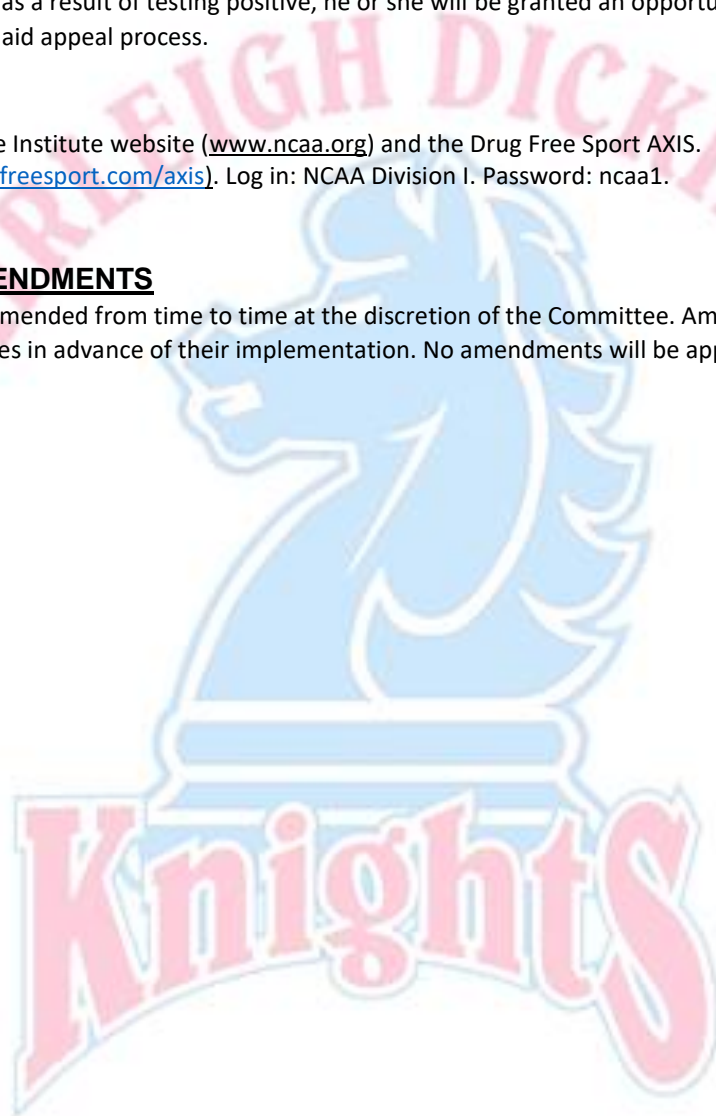 as a result of testing positive, he or she will be granted an
aid appeal process.
e Institute website (www.ncaa.org) and the Drug Free Sport AXIS.
freesport.com/axis). Log in: NCAA Division I. Password: ncaa1.
ENDMENTS
mended from time to time at the discretion of the Committee.
es in advance of their implementation. No amendments will be
RLEIGH DICK
Knights